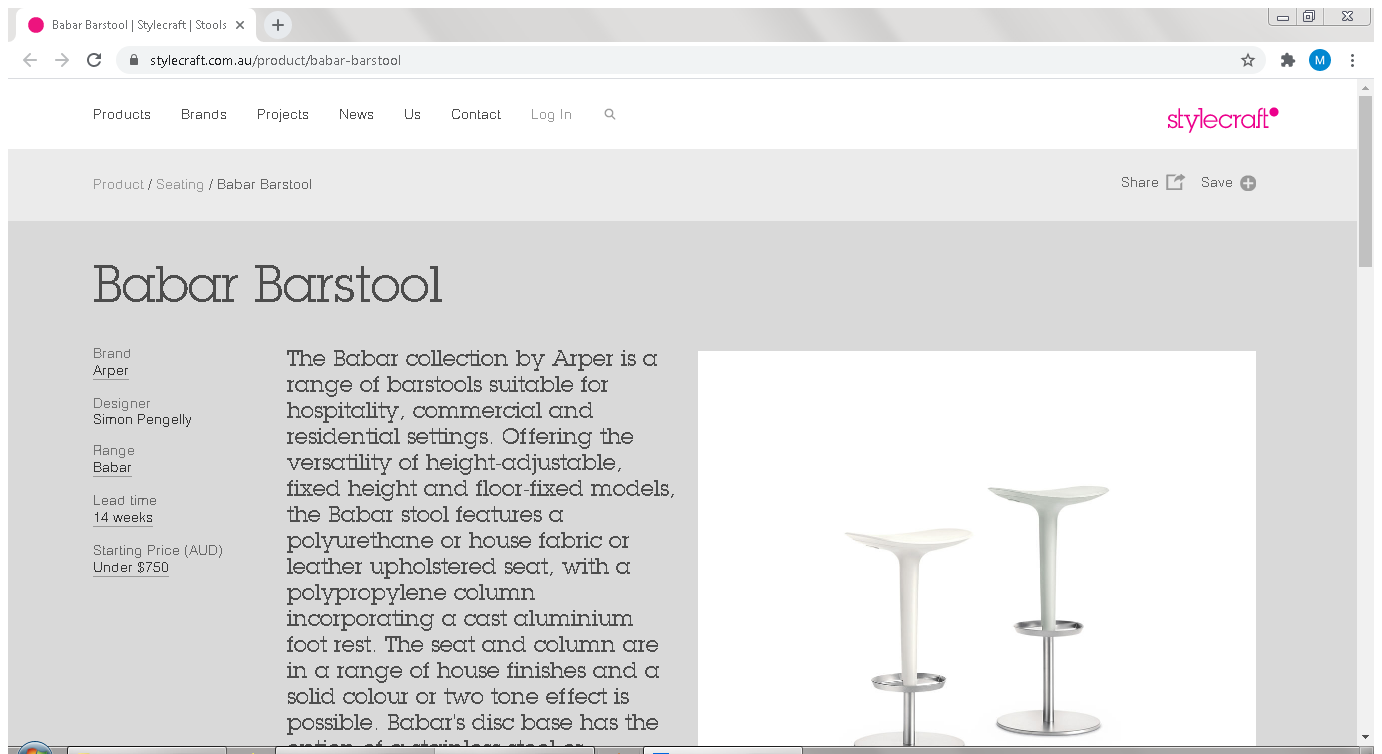 Babar Barstool | Stylecraft | Stools
stylecraft.com.au/product/babar-barstool
M
Products Brands Projects News Us Contact Log In
stylecraft
Product / Seating / Babar Barstool
Share Save
Babar Barstool
Brand
Arper
Designer
Simon Pengelly
Range
Babar
Lead time
14 weeks
Starting Price (AUD)
Under $750
The Babar collection by Arper is a
range of barstools suitable for
hospitality, commercial and
residential settings. Offering the
versatility of height-adjustable,
fixed height and floor-fixed models,
the Babar stool features a
polyurethane or house fabric or
leather upholstered seat, with a
polypropylene column
incorporating a cast aluminium
foot rest. The seat and column are
in a range of house finishes and a
solid colour or two tone effect is
possible. Babar's disc base has the
option of a stainless steel or